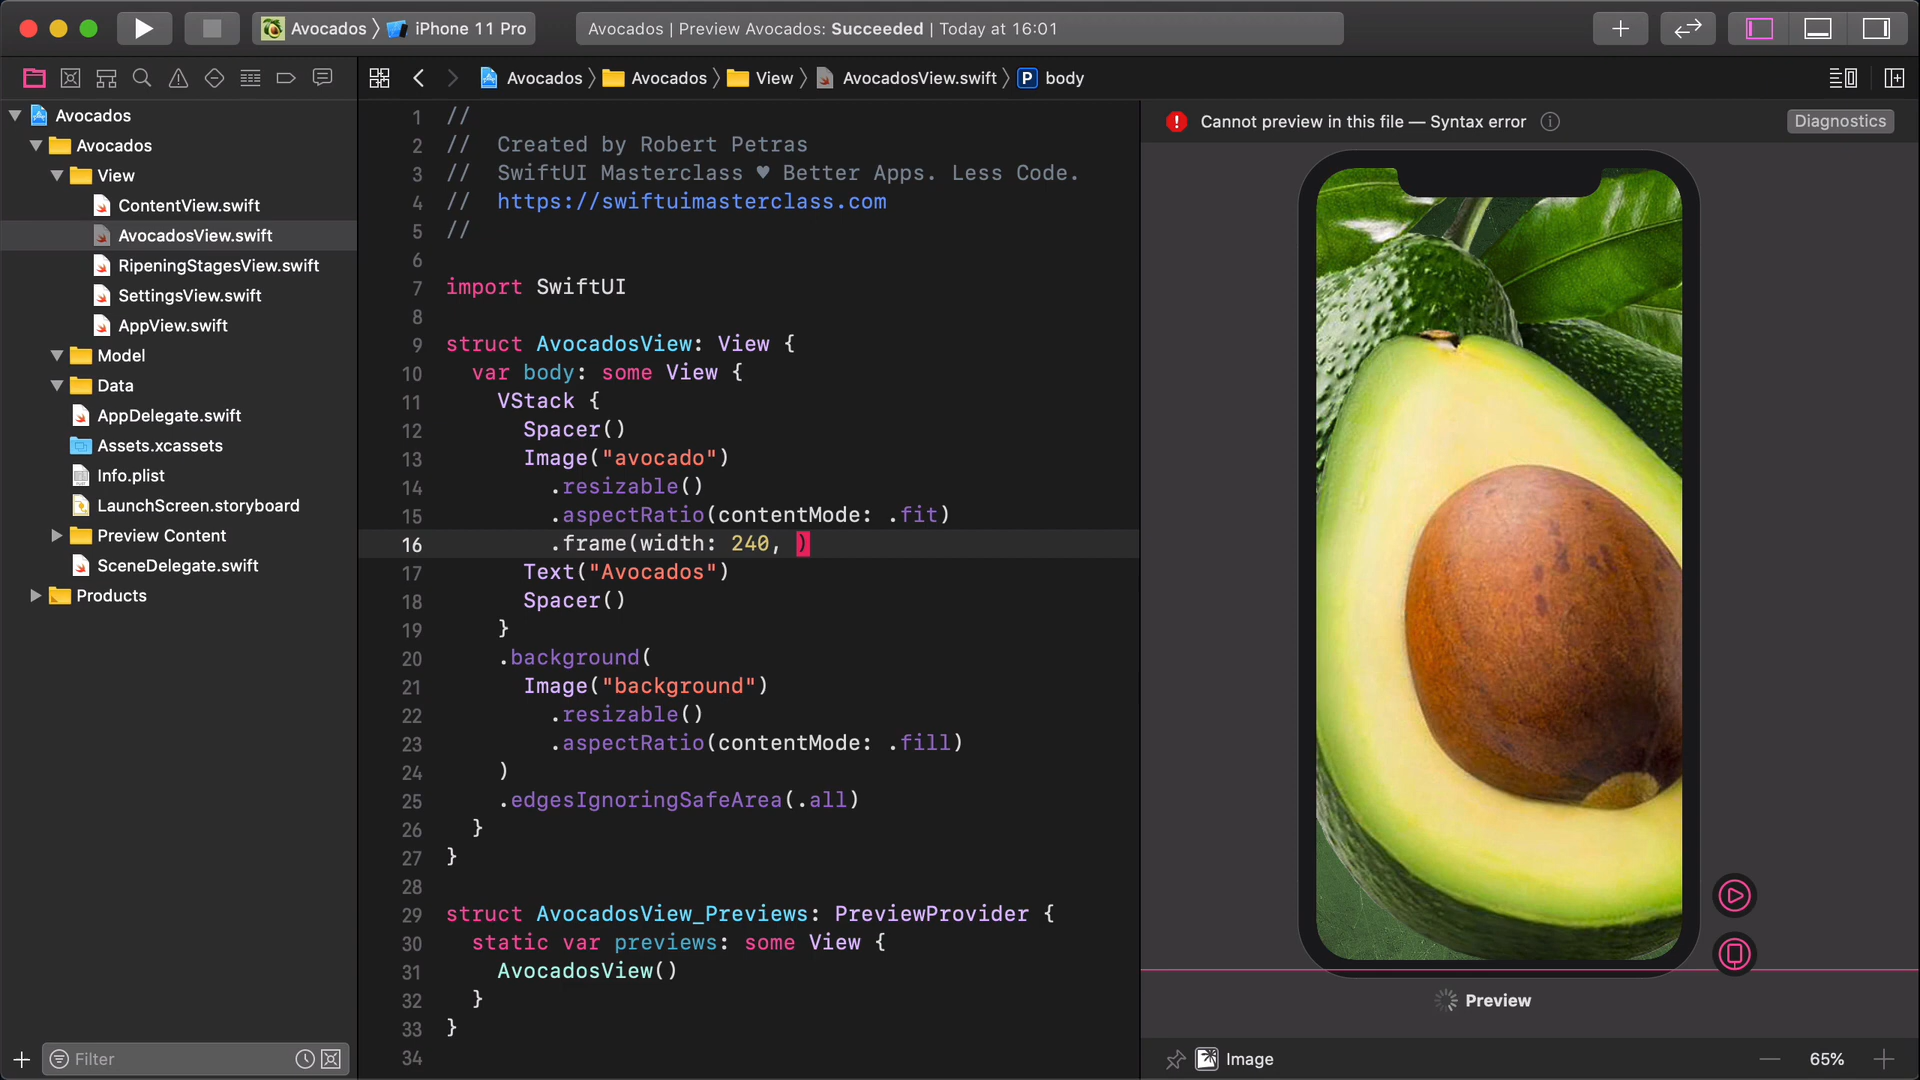 Avocados
iPhone 11 Pro
Avocados | Preview Avocados: Succeeded | Today at 16:01
Avocados
Avocados
View
AvocadosView.swift
P body
Avocados
Avocados
View
ContentView.swift
AvocadosView.swift
RipeningStagesView.swift
SettingsView.swift
AppView.swift
Model
Data
AppDelegate.swift
Assets.xcassets
Info.plist
LaunchScreen.storyboard
Preview Content
SceneDelegate.swift
Products
Filter
1 //
2 //  Created by Robert Petras
3 //  SwiftUI Masterclass ♥ Better Apps. Less Code.
4 //  https://swiftuimasterclass.com
5 //
6
7 import SwiftUI
8
9 struct AvocadosView: View {
10   var body: some View {
11     VStack {
12       Spacer()
13       Image("avocado")
14         .resizable()
15         .aspectRatio(contentMode: .fit)
16         .frame(width: 240, )
17       Text("Avocados")
18       Spacer()
19     }
20     .background(
21       Image("background")
22         .resizable()
23         .aspectRatio(contentMode: .fill)
24     )
25     .edgesIgnoringSafeArea(.all)
26   }
27 }
28
29 struct AvocadosView_Previews: PreviewProvider {
30   static var previews: some View {
31     AvocadosView()
32   }
33 }
34
Cannot preview in this file — Syntax error
Diagnostics
Preview
Image
65%